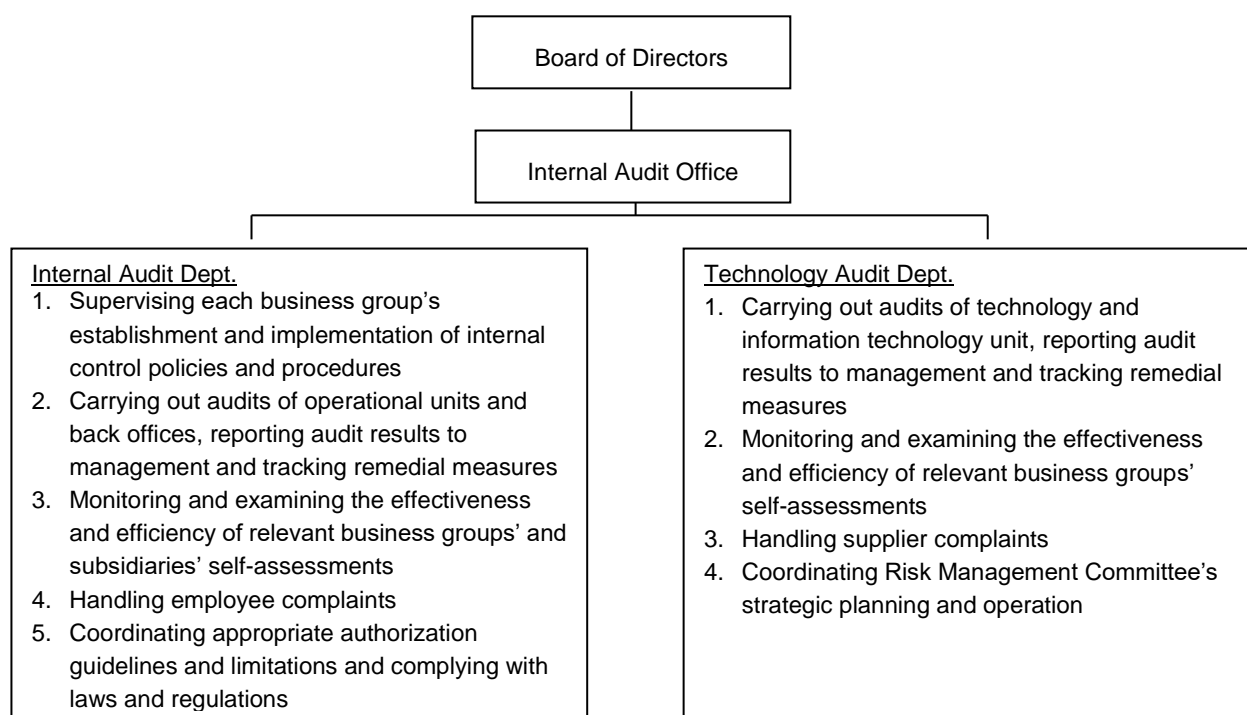 Board of Directors
Internal Audit Office
Internal Audit Dept.
1. Supervising each business group’s
establishment and implementation of internal
control policies and procedures
2. Carrying out audits of operational units and
back offices, reporting audit results to
management and tracking remedial measures
3. Monitoring and examining the effectiveness
and efficiency of relevant business groups’ and
subsidiaries’ self-assessments
4. Handling employee complaints
5. Coordinating appropriate authorization
guidelines and limitations and complying with
laws and regulations
Technology Audit Dept.
1. Carrying out audits of technology and
information technology unit, reporting audit
results to management and tracking remedial
measures
2. Monitoring and examining the effectiveness
and efficiency of relevant business groups’
self-assessments
3. Handling supplier complaints
4. Coordinating Risk Management Committee’s
strategic planning and operation